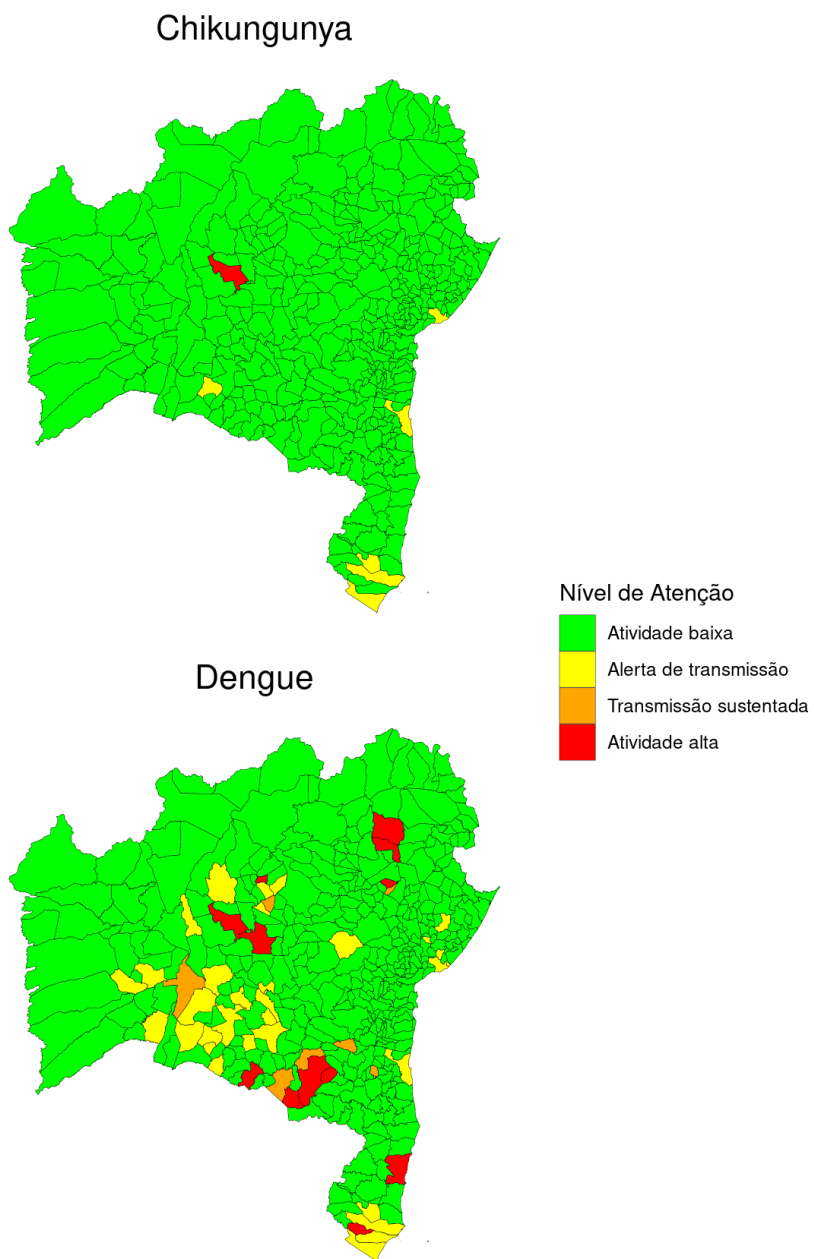 Chikungunya
Nível de Atenção
Atividade baixa
Alerta de transmissão
Transmissão sustentada
Atividade alta
Dengue